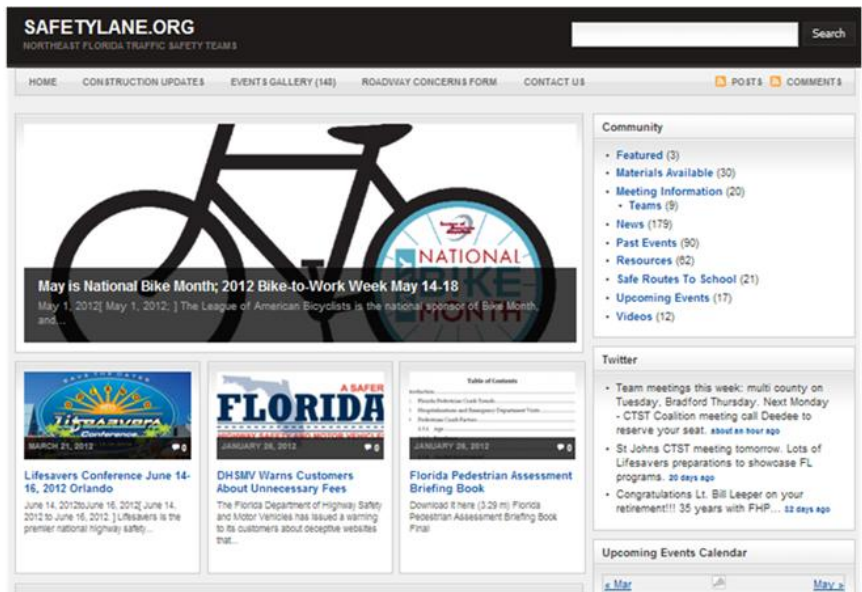 SAFETYLANE.ORG
NORTHEAST FLORIDA TRAFFIC SAFETY TEAMS
Search
HOME CONSTRUCTION UPDATES EVENTS GALLERY (148) ROADWAY CONCERNS FORM CONTACT US POSTS COMMENTS
NATIONAL
BIKE
MONTH
May is National Bike Month; 2012 Bike-to-Work Week May 14-18
May 1, 2012[ May 1, 2012; ] The League of American Bicyclists is the national sponsor of Bike Month,
and...
SAVE THE DATES
Lifesavers
Conference
MARCH 21, 2012 0
Lifesavers Conference June 14-
16, 2012 Orlando
June 14, 2012toJune 16, 2012[ June 14,
2012 to June 16, 2012. ] Lifesavers is the
premier national highway safety...
A SAFER
FLORIDA
HIGHWAY SAFETY AND MOTOR VEHICLES
JANUARY 26, 2012 0
DHSMV Warns Customers
About Unnecessary Fees
The Florida Department of Highway Safety
and Motor Vehicles has issued a warning
to its customers about deceptive websites
that...
Table of Contents
JANUARY 26, 2012 0
Florida Pedestrian Assessment
Briefing Book
Download it here (3.29 m) Florida
Pedestrian Assessment Briefing Book
Final
Community
Featured (3)
Materials Available (30)
Meeting Information (20)
Teams (9)
News (179)
Past Events (90)
Resources (62)
Safe Routes To School (21)
Upcoming Events (17)
Videos (12)
Twitter
Team meetings this week: multi county on
Tuesday, Bradford Thursday. Next Monday
- CTST Coalition meeting call Deedee to
reserve your seat. about an hour ago
St Johns CTST meeting tomorrow. Lots of
Lifesavers preparations to showcase FL
programs. 20 days ago
Congratulations Lt. Bill Leeper on your
retirement!!! 35 years with FHP... 32 days ago
Upcoming Events Calendar
« Mar May »